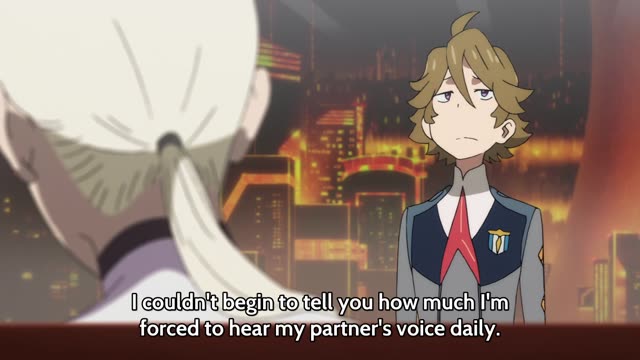 I couldn't begin to tell you how much I'm
forced to hear my partner's voice daily.